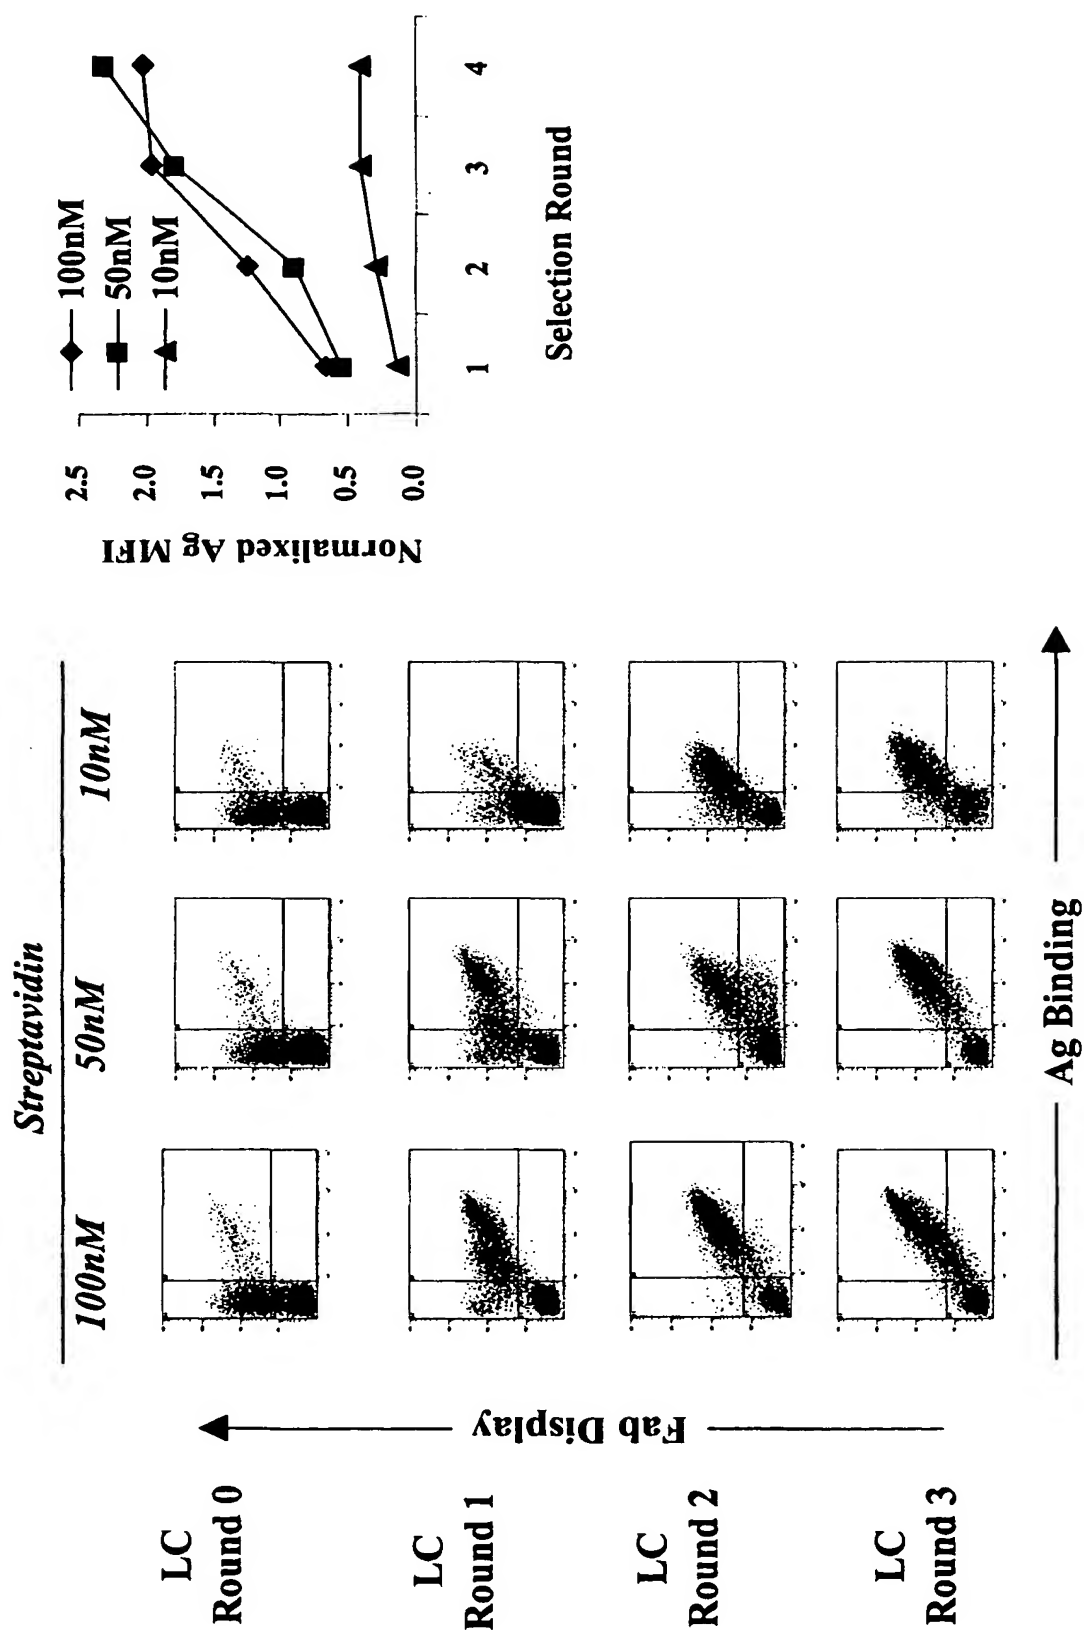 Streptavidin
100nM 50nM 10nM
LC
Round 0
LC
Round 1
LC
Round 2
LC
Round 3
Fab Display
Ag Binding
Normalixed Ag MFI
2.5
2.0
1.5
1.0
0.5
0.0
100nM
50nM
10nM
1 2 3 4
Selection Round